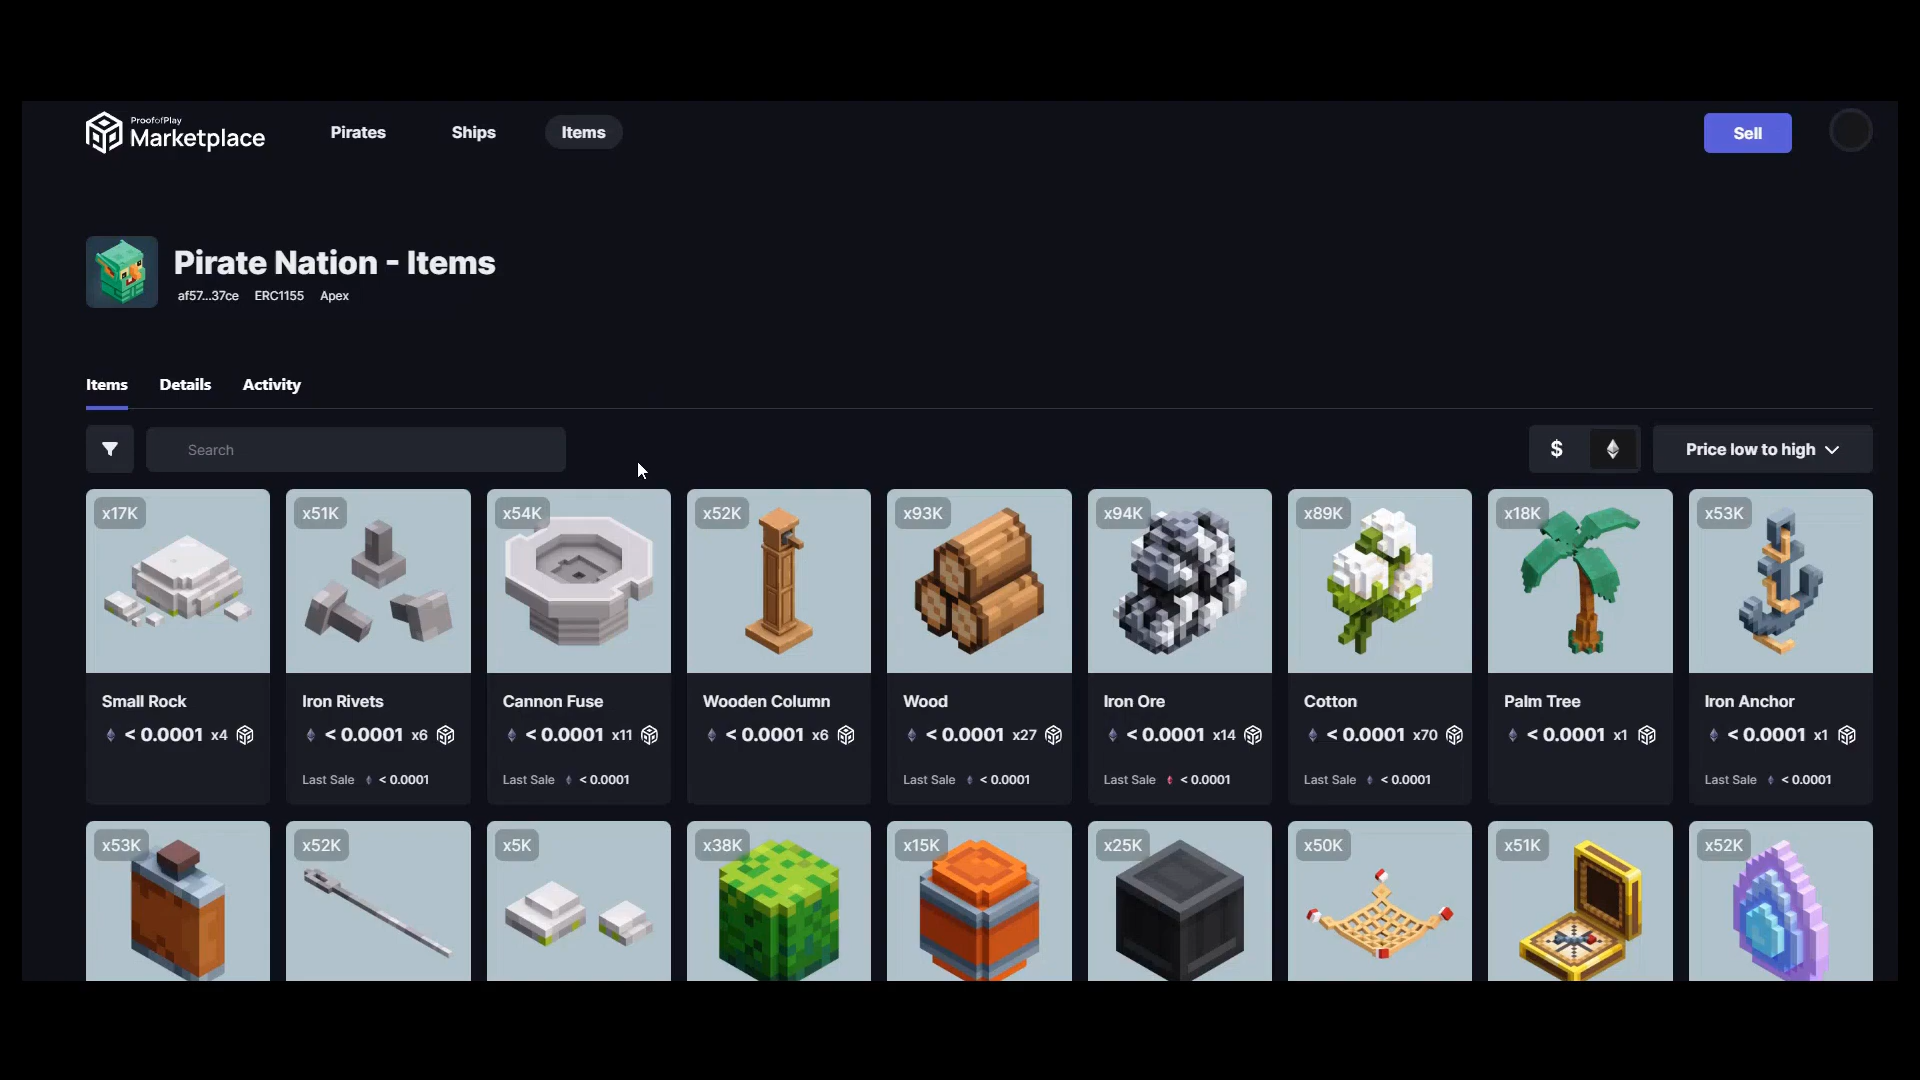 ProofofPlay
Marketplace
Pirates
Ships
Items
Sell
Pirate Nation - Items
af57...37ce ERC1155 Apex
Items Details Activity
Search
$
Price low to high
x17K
x51K
x54K
x52K
x93K
x94K
x89K
x18K
x53K
Small Rock
Iron Rivets
Cannon Fuse
Wooden Column
Wood
Iron Ore
Cotton
Palm Tree
Iron Anchor
< 0.0001 x4
< 0.0001 x6
< 0.0001 x11
< 0.0001 x6
< 0.0001 x27
< 0.0001 x14
< 0.0001 x70
< 0.0001 x1
< 0.0001 x1
Last Sale < 0.0001
Last Sale < 0.0001
Last Sale < 0.0001
Last Sale < 0.0001
Last Sale < 0.0001
Last Sale < 0.0001
x53K
x52K
x5K
x38K
x15K
x25K
x50K
x51K
x52K